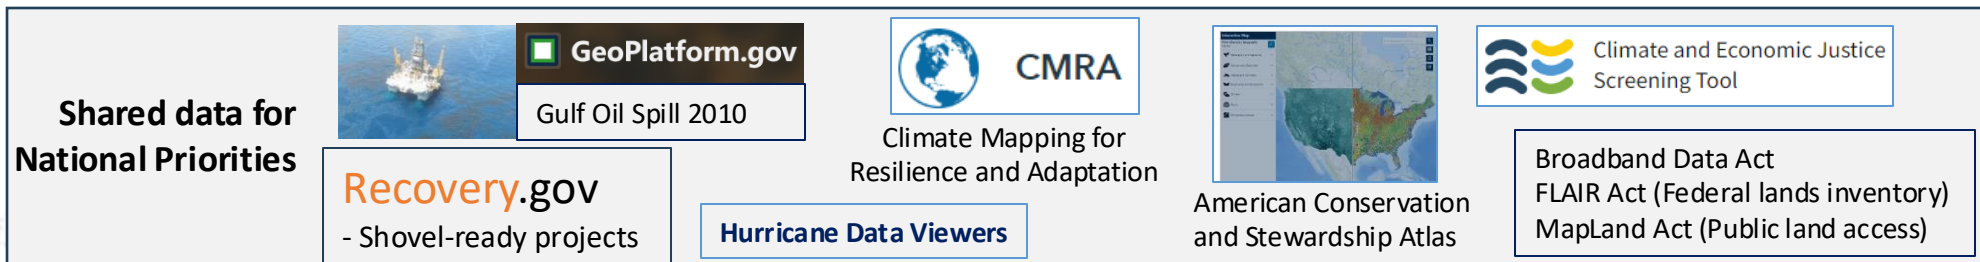 Shared data for
National Priorities
GeoPlatform.gov
Gulf Oil Spill 2010
Recovery.gov
- Shovel-ready projects
CMRA
Climate Mapping for
Resilience and Adaptation
Hurricane Data Viewers
American Conservation
and Stewardship Atlas
Climate and Economic Justice
Screening Tool
Broadband Data Act
FLAIR Act (Federal lands inventory)
MapLand Act (Public land access)